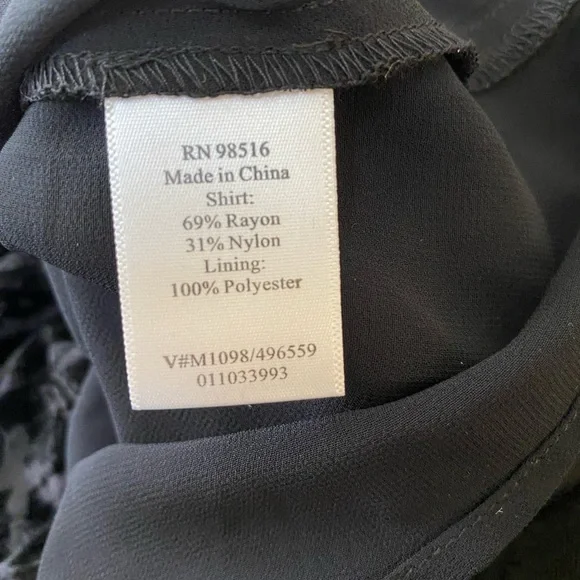 RN 98516
Made in China
Shirt:
69% Rayon
31% Nylon
Lining:
100% Polyester
V#M1098/496559
011033993